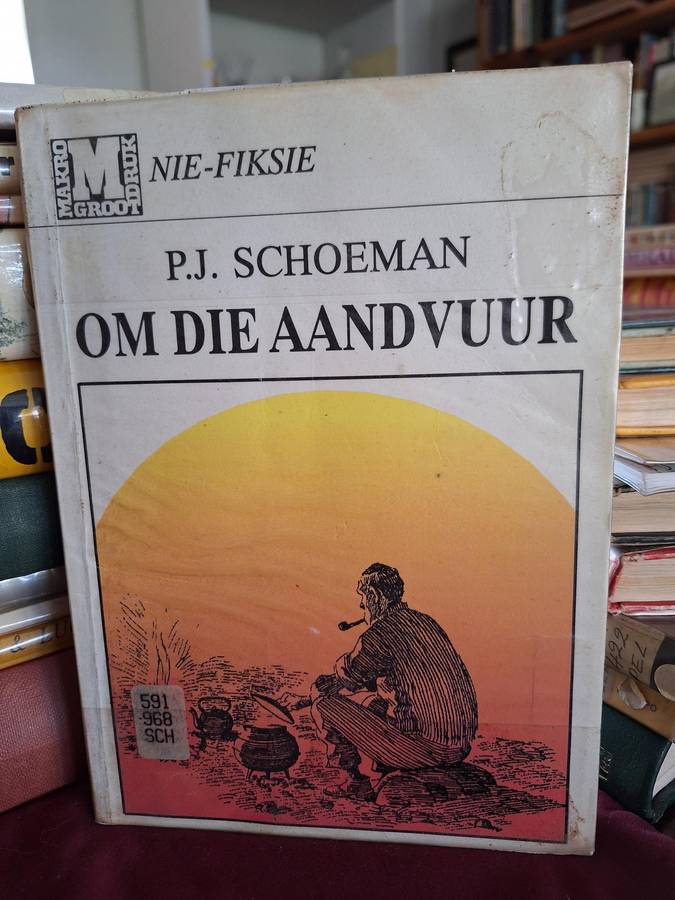 MAKRO
M
GROOT
DRUK
NIE-FIKSIE
P.J. SCHOEMAN
OM DIE AANDVUUR
591
.968
SCH